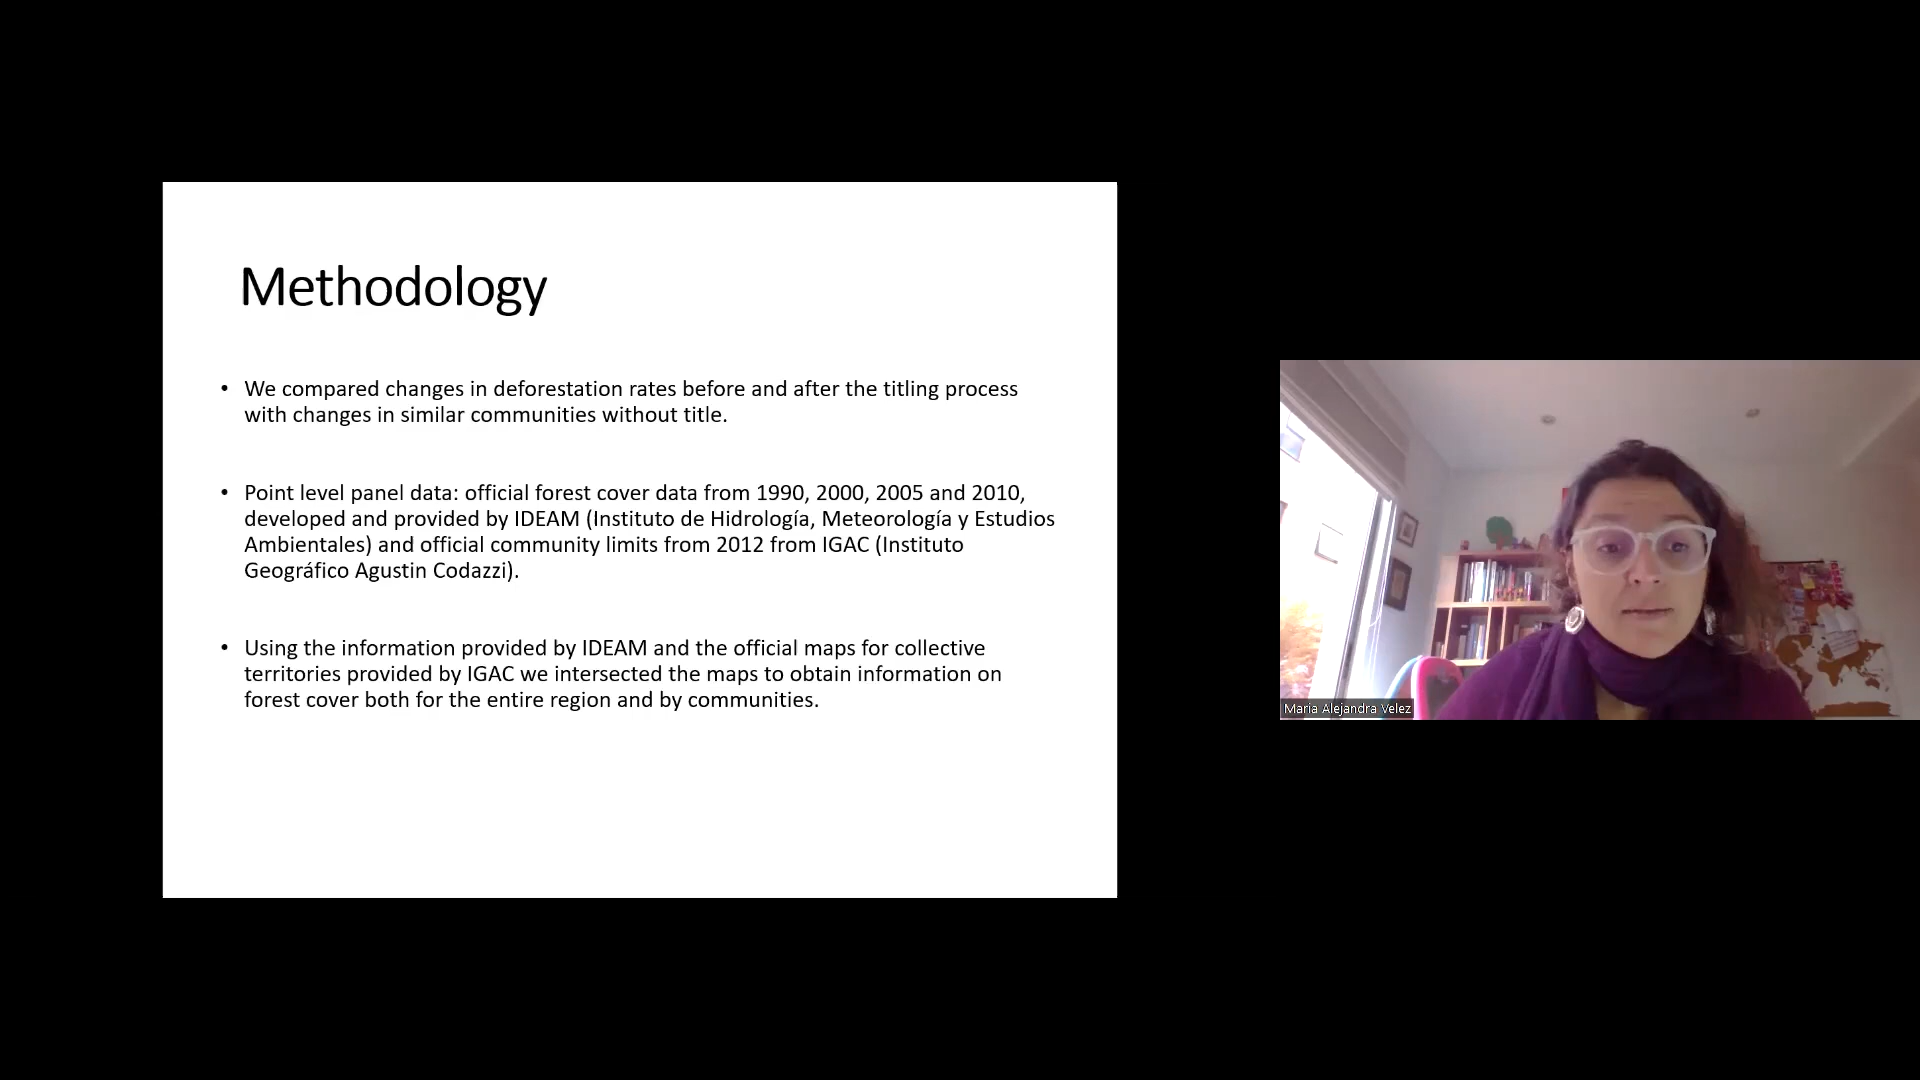 Methodology
• We compared changes in deforestation rates before and after the titling process
with changes in similar communities without title.
• Point level panel data: official forest cover data from 1990, 2000, 2005 and 2010,
developed and provided by IDEAM (Instituto de Hidrología, Meteorología y Estudios
Ambientales) and official community limits from 2012 from IGAC (Instituto
Geográfico Agustin Codazzi).
• Using the information provided by IDEAM and the official maps for collective
territories provided by IGAC we intersected the maps to obtain information on
forest cover both for the entire region and by communities.
Maria Alejandra Velez